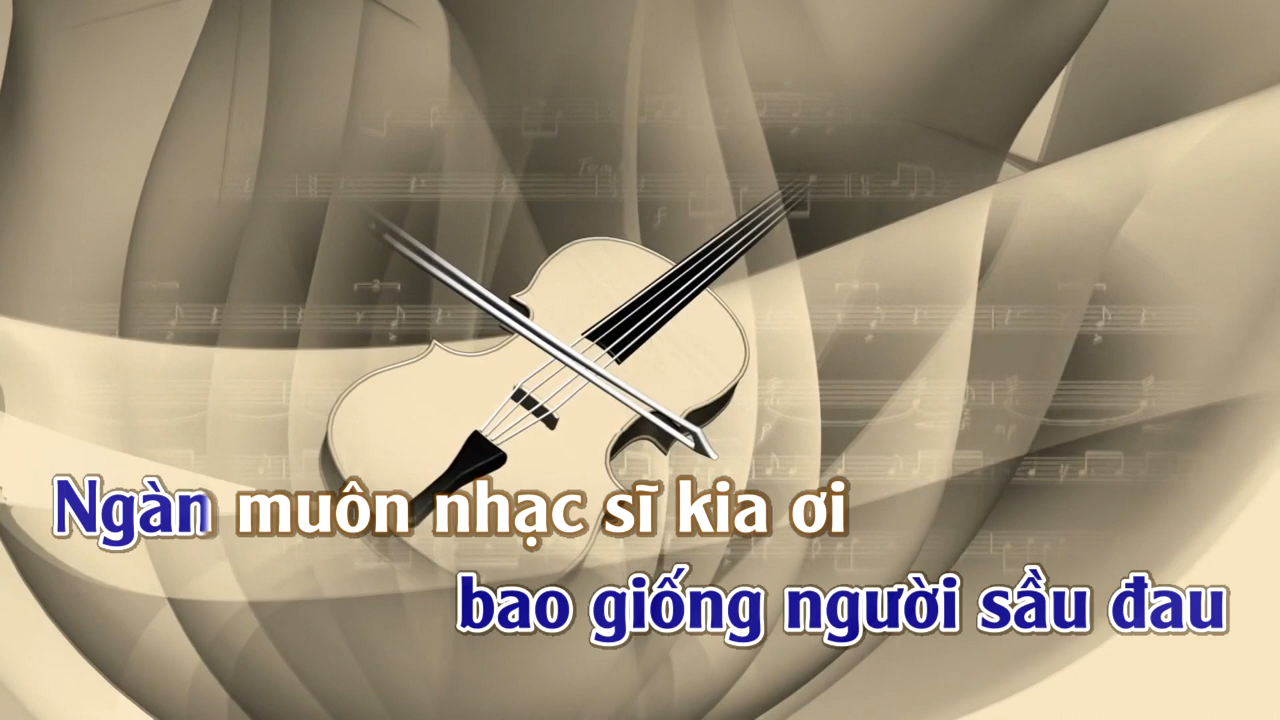 Ngàn muôn nhạc sĩ kia ơi
bao giống người sầu đau